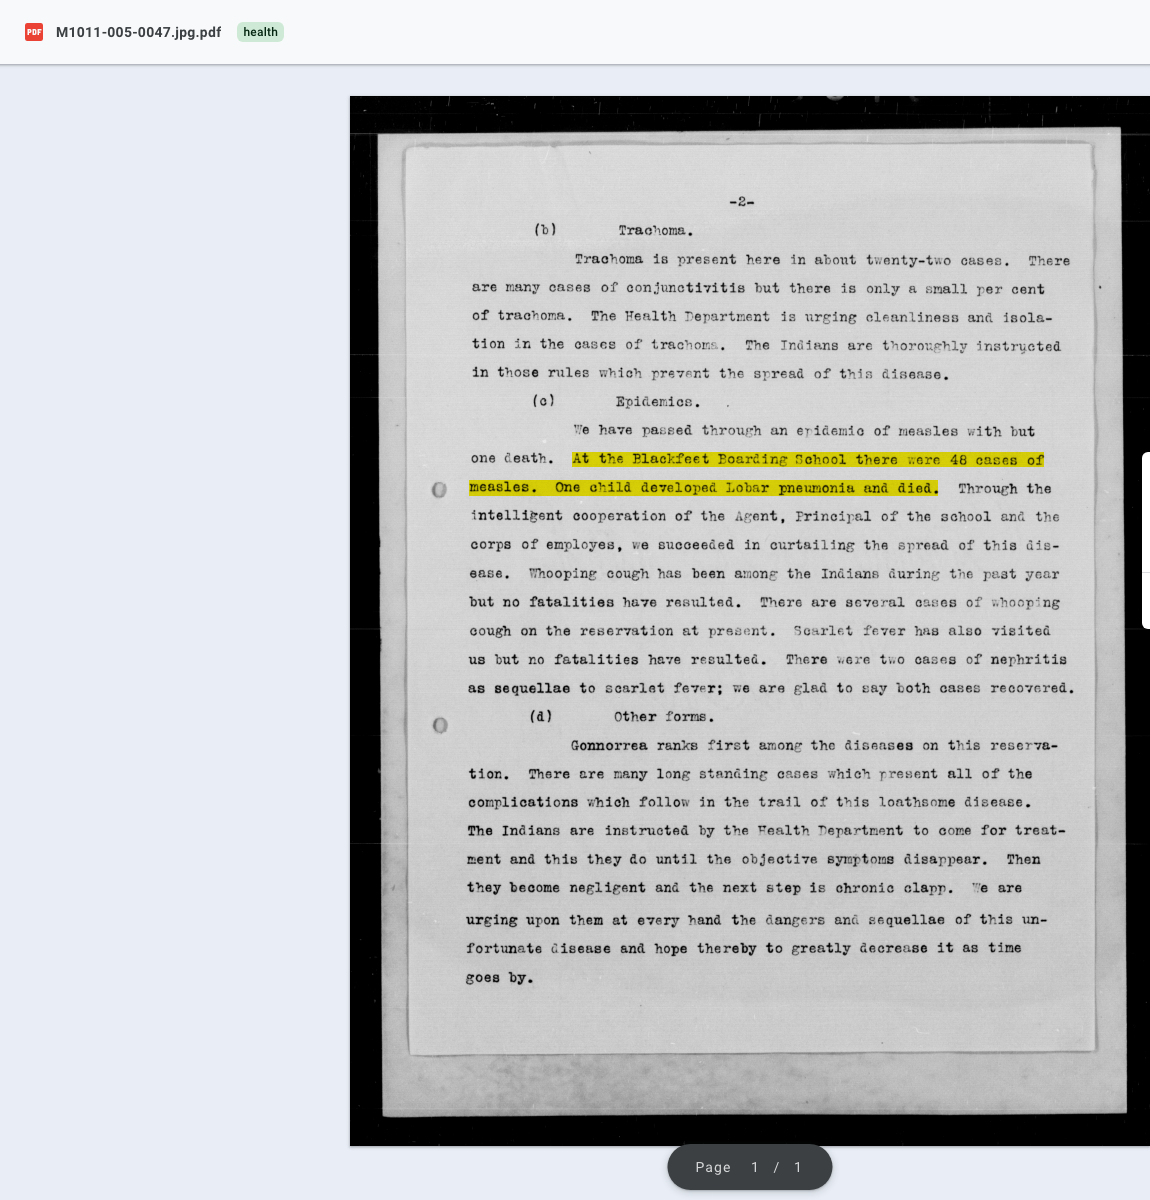 PDF M1011-005-0047.jpg.pdf health
-2-
(b) Trachoma.
Trachoma is present here in about twenty-two cases. There
are many cases of conjunctivitis but there is only a small per cent
of trachoma. The Health Department is urging cleanliness and isola-
tion in the cases of trachoma. The Indians are thoroughly instructed
in those rules which prevent the spread of this disease.
(c) Epidemics.
We have passed through an epidemic of measles with but
one death. At the Blackfeet Boarding School there were 48 cases of
measles. One child developed Lobar pneumonia and died. Through the
intelligent cooperation of the Agent, Principal of the school and the
corps of employes, we succeeded in curtailing the spread of this dis-
ease. Whooping cough has been among the Indians during the past year
but no fatalities have resulted. There are several cases of whooping
cough on the reservation at present. Scarlet fever has also visited
us but no fatalities have resulted. There were two cases of nephritis
as sequellae to scarlet fever; we are glad to say both cases recovered.
(d) Other forms.
Gonnorrea ranks first among the diseases on this reserva-
tion. There are many long standing cases which present all of the
complications which follow in the trail of this loathsome disease.
The Indians are instructed by the Health Department to come for treat-
ment and this they do until the objective symptoms disappear. Then
they become negligent and the next step is chronic clapp. We are
urging upon them at every hand the dangers and sequellae of this un-
fortunate disease and hope thereby to greatly decrease it as time
goes by.
Page 1 / 1